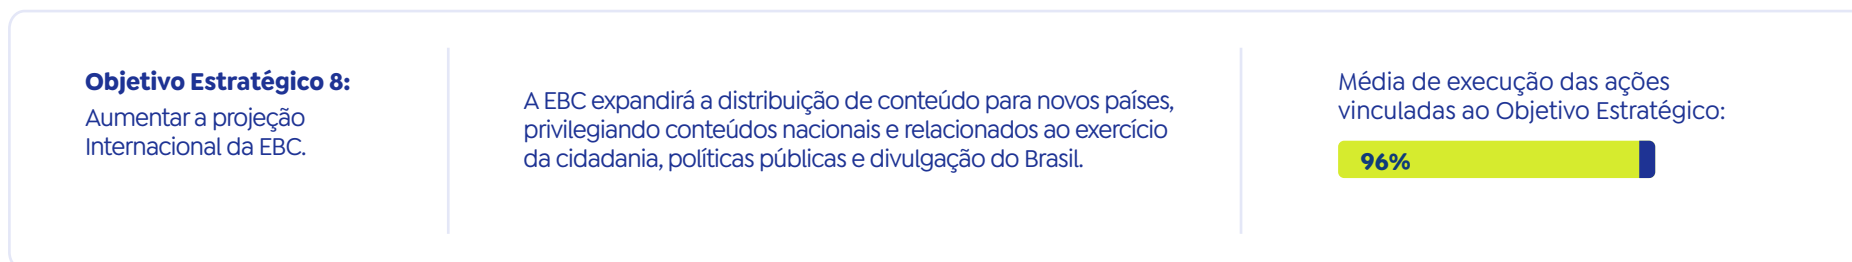 Objetivo Estratégico 8:
Aumentar a projeção
Internacional da EBC.
A EBC expandirá a distribuição de conteúdo para novos países,
privilegiando conteúdos nacionais e relacionados ao exercício
da cidadania, políticas públicas e divulgação do Brasil.
Média de execução das ações
vinculadas ao Objetivo Estratégico:
96%